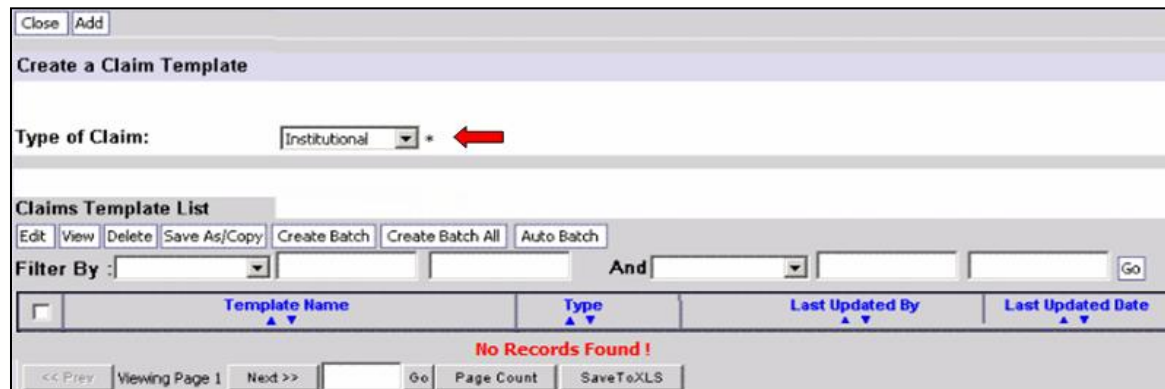 Close Add
Create a Claim Template
Type of Claim: Institutional *
Claims Template List
Edit View Delete Save As/Copy Create Batch Create Batch All Auto Batch
Filter By : And Go
Template Name Type Last Updated By Last Updated Date
No Records Found !
<< Prev Viewing Page 1 Next >> Go Page Count SaveToXLS